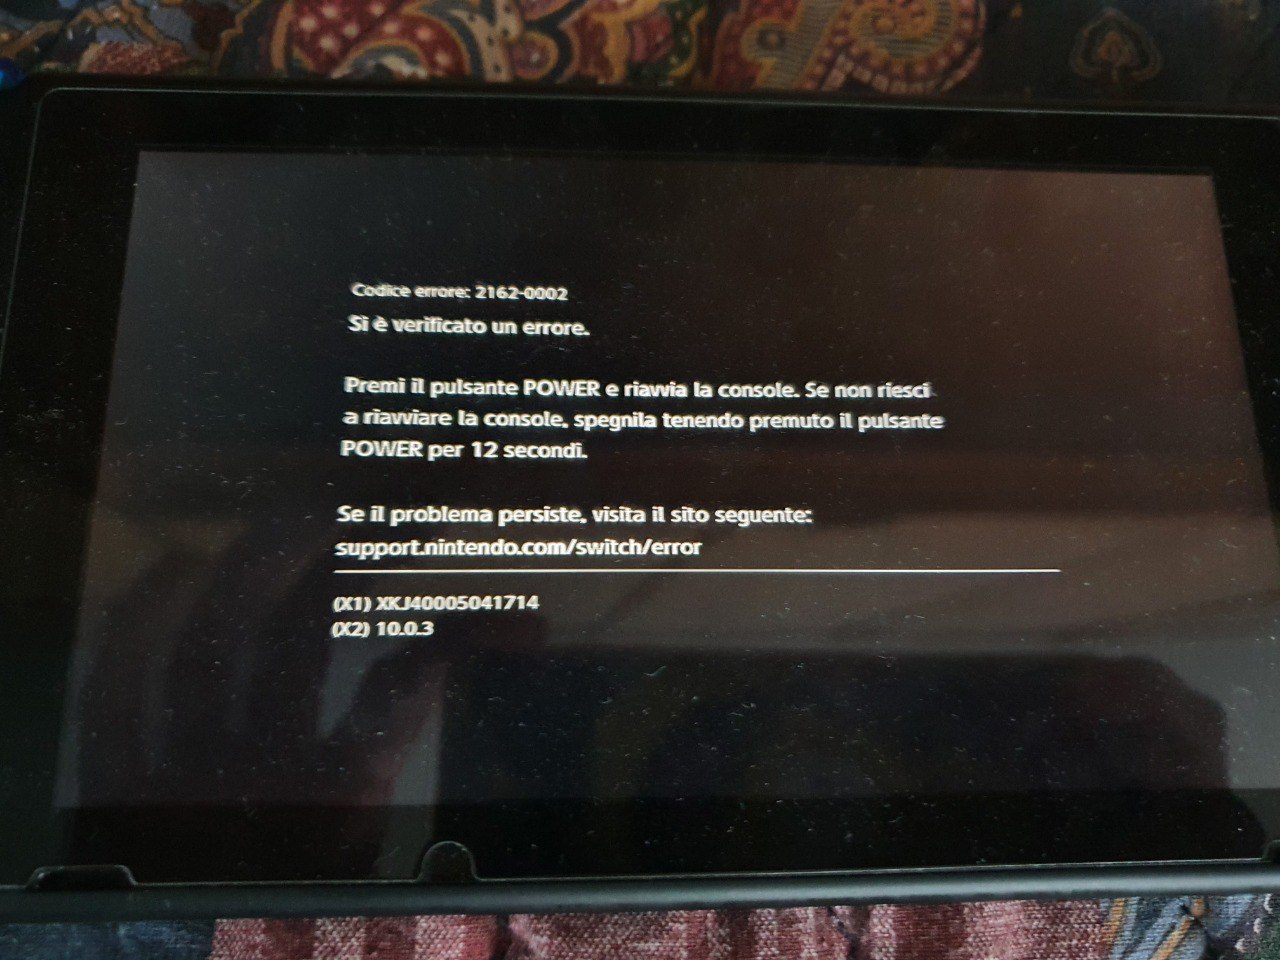 Codice errore: 2162-0002
Si è verificato un errore.
Premi il pulsante POWER e riavvia la console. Se non riesci
a riavviare la console, spegnila tenendo premuto il pulsante
POWER per 12 secondi.
Se il problema persiste, visita il sito seguente:
support.nintendo.com/switch/error
(X1) XKJ40005041714
(X2) 10.0.3